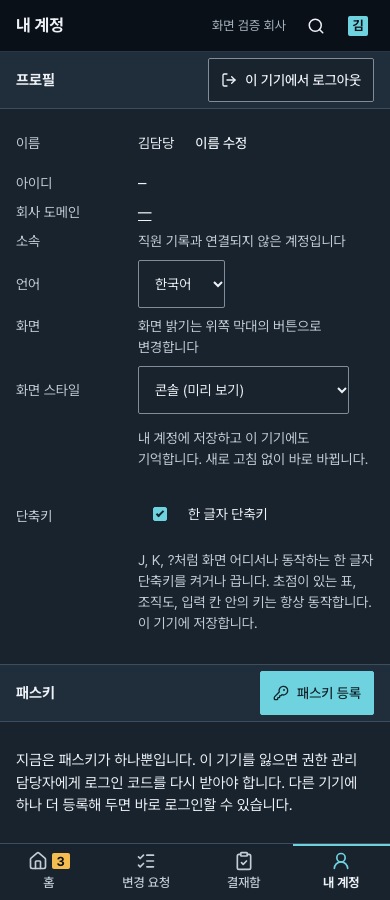 내 계정
화면 검증 회사
김
프로필
이 기기에서 로그아웃
이름
김담당
이름 수정
아이디
–
회사 도메인
—
소속
직원 기록과 연결되지 않은 계정입니다
언어
한국어
화면
화면 밝기는 위쪽 막대의 버튼으로
변경합니다
화면 스타일
콘솔 (미리 보기)
내 계정에 저장하고 이 기기에도
기억합니다. 새로 고침 없이 바로 바뀝니다.
단축키
한 글자 단축키
J, K, ?처럼 화면 어디서나 동작하는 한 글자
단축키를 켜거나 끕니다. 초점이 있는 표,
조직도, 입력 칸 안의 키는 항상 동작합니다.
이 기기에 저장합니다.
패스키
패스키 등록
지금은 패스키가 하나뿐입니다. 이 기기를 잃으면 권한 관리
담당자에게 로그인 코드를 다시 받아야 합니다. 다른 기기에
하나 더 등록해 두면 바로 로그인할 수 있습니다.
3
홈
변경 요청
결재함
내 계정